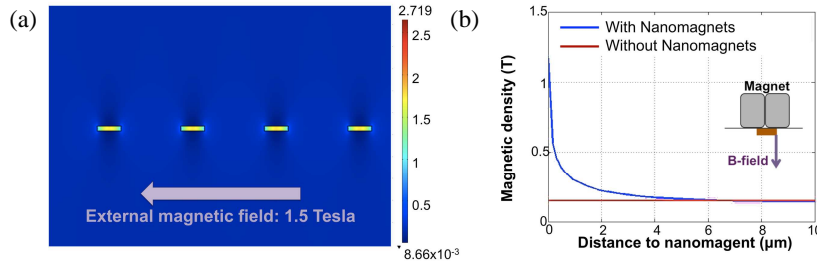 (a)
2.719
2.5
2
1.5
1
0.5
8.66x10-3
External magnetic field: 1.5 Tesla
(b)
With Nanomagnets
Without Nanomagnets
Magnet
B-field
Magnetic density (T)
1.5
1
0.5
0
0
2
4
6
8
10
Distance to nanomagent (μm)